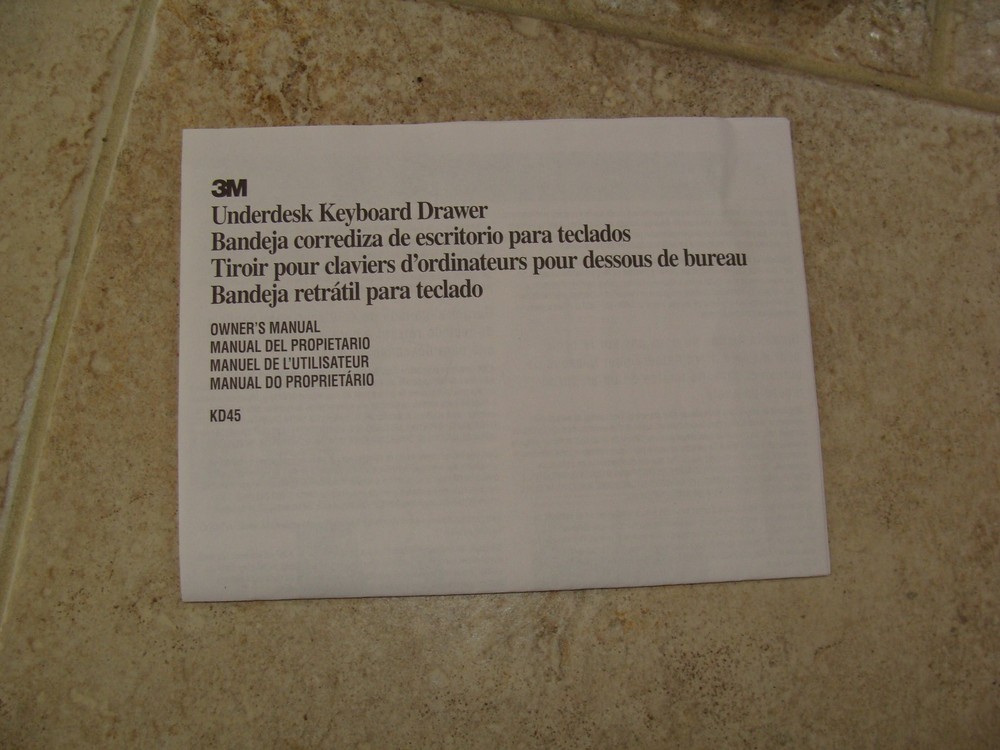 3M
Underdesk Keyboard Drawer
Bandeja corrediza de escritorio para teclados
Tiroir pour claviers d'ordinateurs pour dessous de bureau
Bandeja retrátil para teclado
OWNER'S MANUAL
MANUAL DEL PROPIETARIO
MANUEL DE L'UTILISATEUR
MANUAL DO PROPRIETÁRIO
KD45